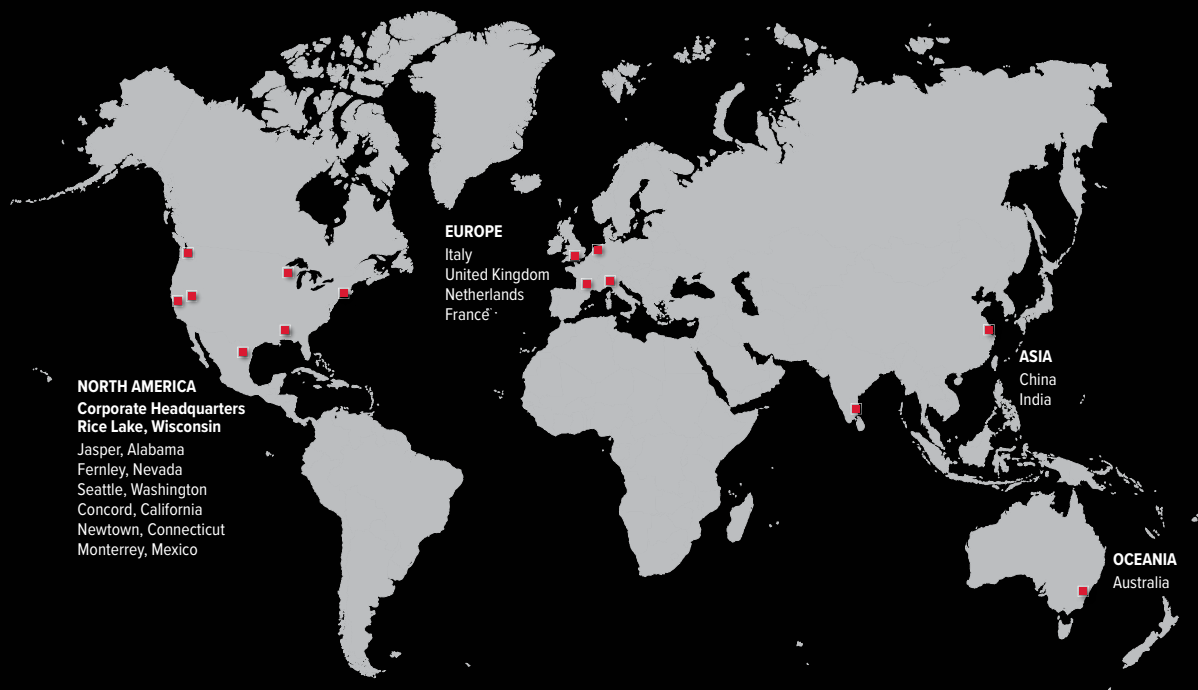 EUROPE
Italy
United Kingdom
Netherlands
France
NORTH AMERICA
Corporate Headquarters
Rice Lake, Wisconsin
Jasper, Alabama
Fernley, Nevada
Seattle, Washington
Concord, California
Newtown, Connecticut
Monterrey, Mexico
ASIA
China
India
OCEANIA
Australia